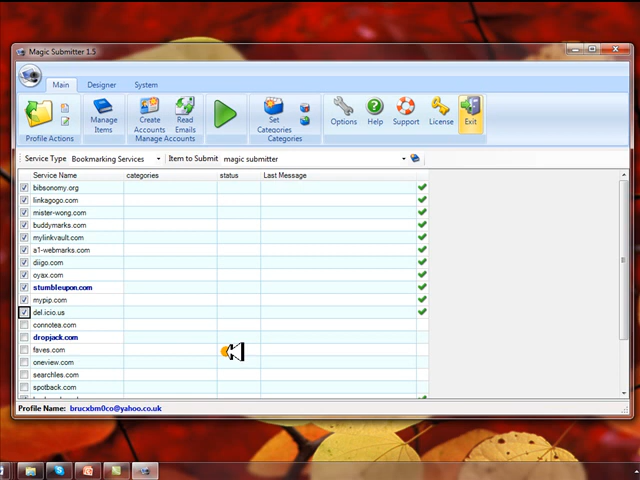 Magic Submitter 1.5
Main Designer System
Manage Items
Create Accounts
Read Emails
Set Categories
Options Help Support License Exit
Profile Actions Manage Accounts Categories
Service Type Bookmarking Services Item to Submit magic submitter
Service Name categories status Last Message
bibsonomy.org
linkagogo.com
mister-wong.com
buddymarks.com
mylinkvault.com
a1-webmarks.com
diigo.com
oyax.com
stumbleupon.com
mypip.com
del.icio.us
connotea.com
dropjack.com
faves.com
oneview.com
searchles.com
spotback.com
Profile Name: brucxbm0co@yahoo.co.uk